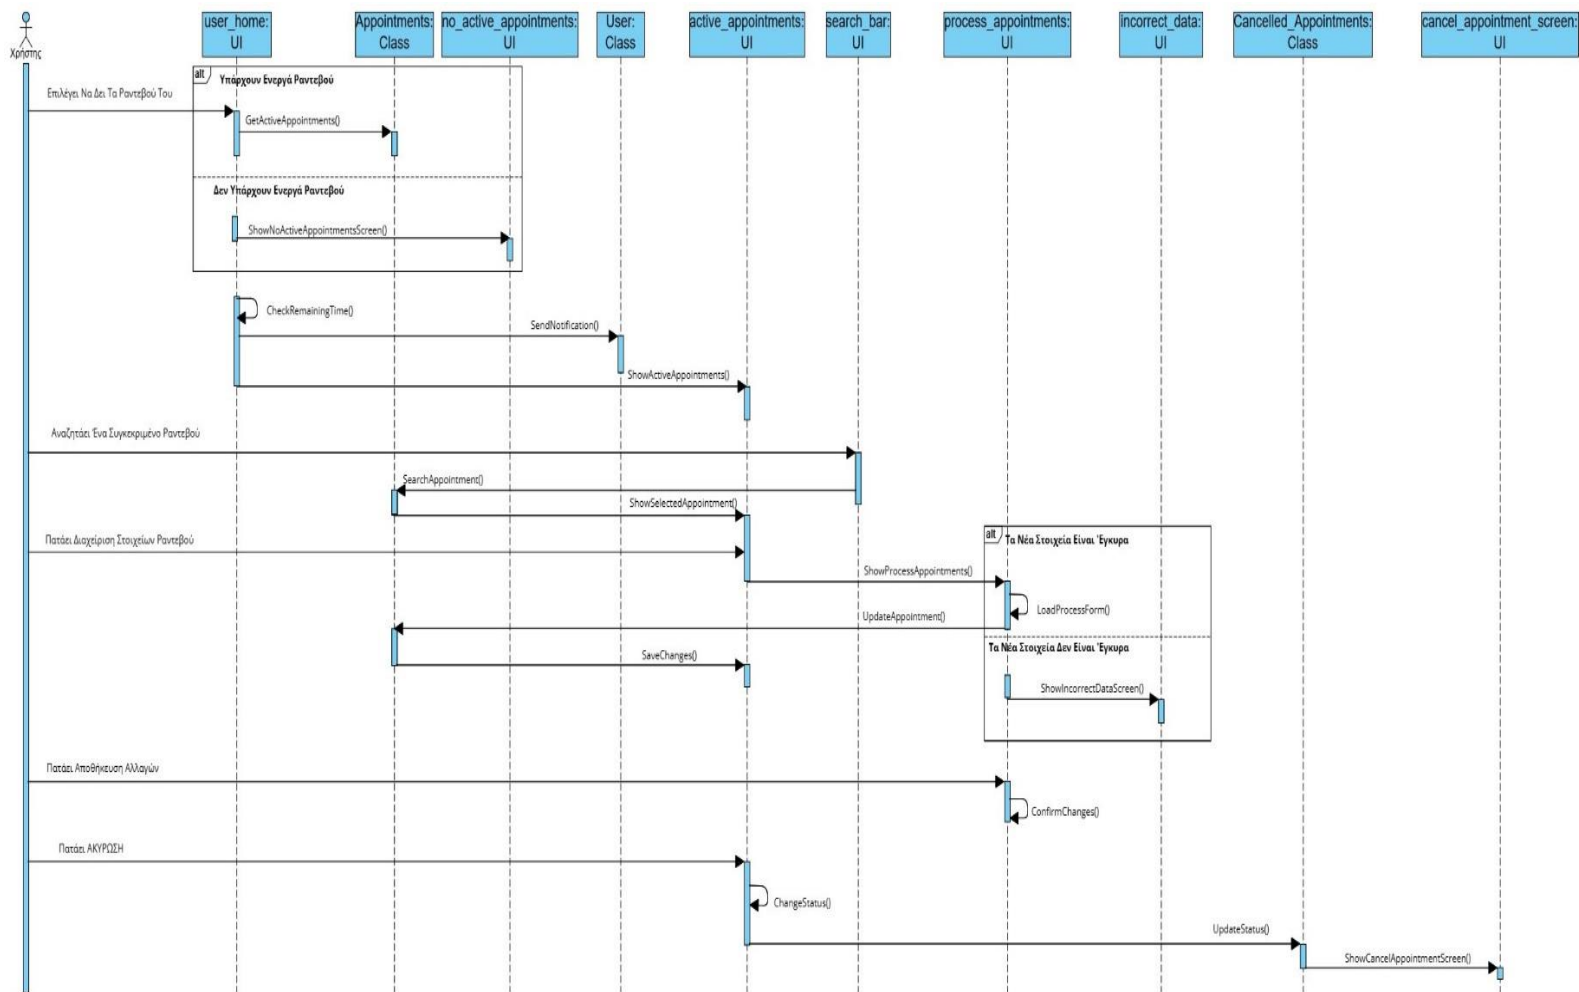 user_home:
UI
Appointments:
Class
no_active_appointments:
UI
User:
Class
active_appointments:
UI
search_bar:
UI
process_appointments:
UI
incorrect_data:
UI
Cancelled_Appointments:
Class
cancel_appointment_screen:
UI
Χρήστης
alt
Υπάρχουν Ενεργά Ραντεβού
Επιλέγει Να Δει Τα Ραντεβού Του
GetActiveAppointments()
Δεν Υπάρχουν Ενεργά Ραντεβού
ShowNoActiveAppointmentsScreen()
CheckRemainingTime()
SendNotification()
ShowActiveAppointments()
Αναζητάει Ένα Συγκεκριμένο Ραντεβού
SearchAppointment()
ShowSelectedAppointment()
Πατάει Διαχείριση Στοιχείων Ραντεβού
alt
Τα Νέα Στοιχεία Είναι Έγκυρα
ShowProcessAppointments()
LoadProcessForm()
UpdateAppointment()
Τα Νέα Στοιχεία Δεν Είναι Έγκυρα
SaveChanges()
ShowIncorrectDataScreen()
Πατάει Αποθήκευση Αλλαγών
ConfirmChanges()
Πατάει ΑΚΥΡΩΣΗ
ChangeStatus()
UpdateStatus()
ShowCancelAppointmentScreen()